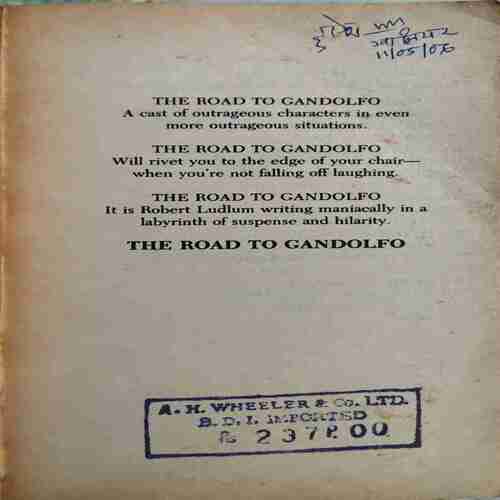 11/05/06
THE ROAD TO GANDOLFO
A cast of outrageous characters in even
more outrageous situations.
THE ROAD TO GANDOLFO
Will rivet you to the edge of your chair—
when you're not falling off laughing.
THE ROAD TO GANDOLFO
It is Robert Ludlum writing maniacally in a
labyrinth of suspense and hilarity.
THE ROAD TO GANDOLFO
A. H. WHEELER & Co. LTD.
B. D. I. IMPORTED
237 00